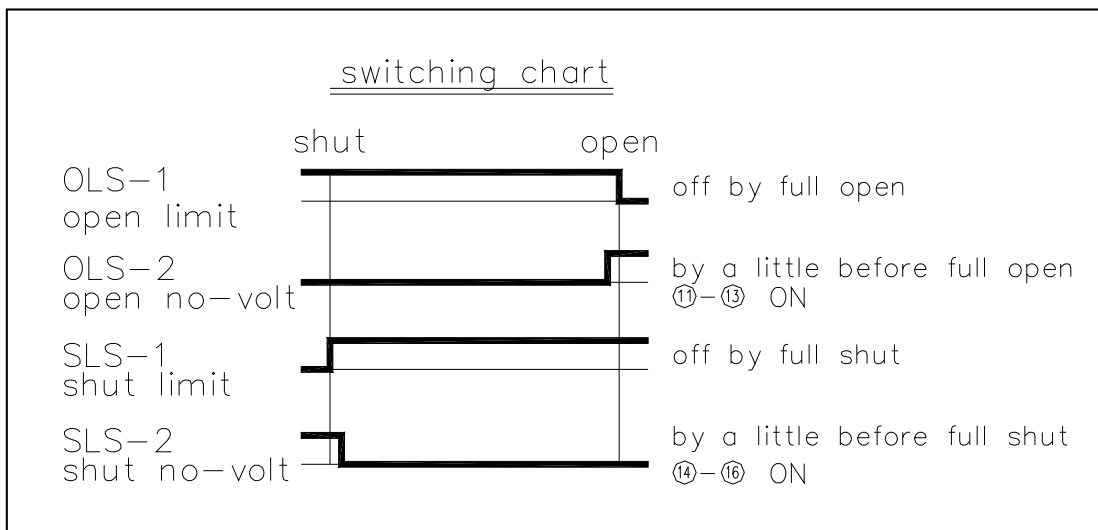 switching chart
shut open
OLS-1
open limit
off by full open
OLS-2
open no-volt
by a little before full open
⑪-⑬ ON
SLS-1
shut limit
off by full shut
SLS-2
shut no-volt
by a little before full shut
⑭-⑯ ON